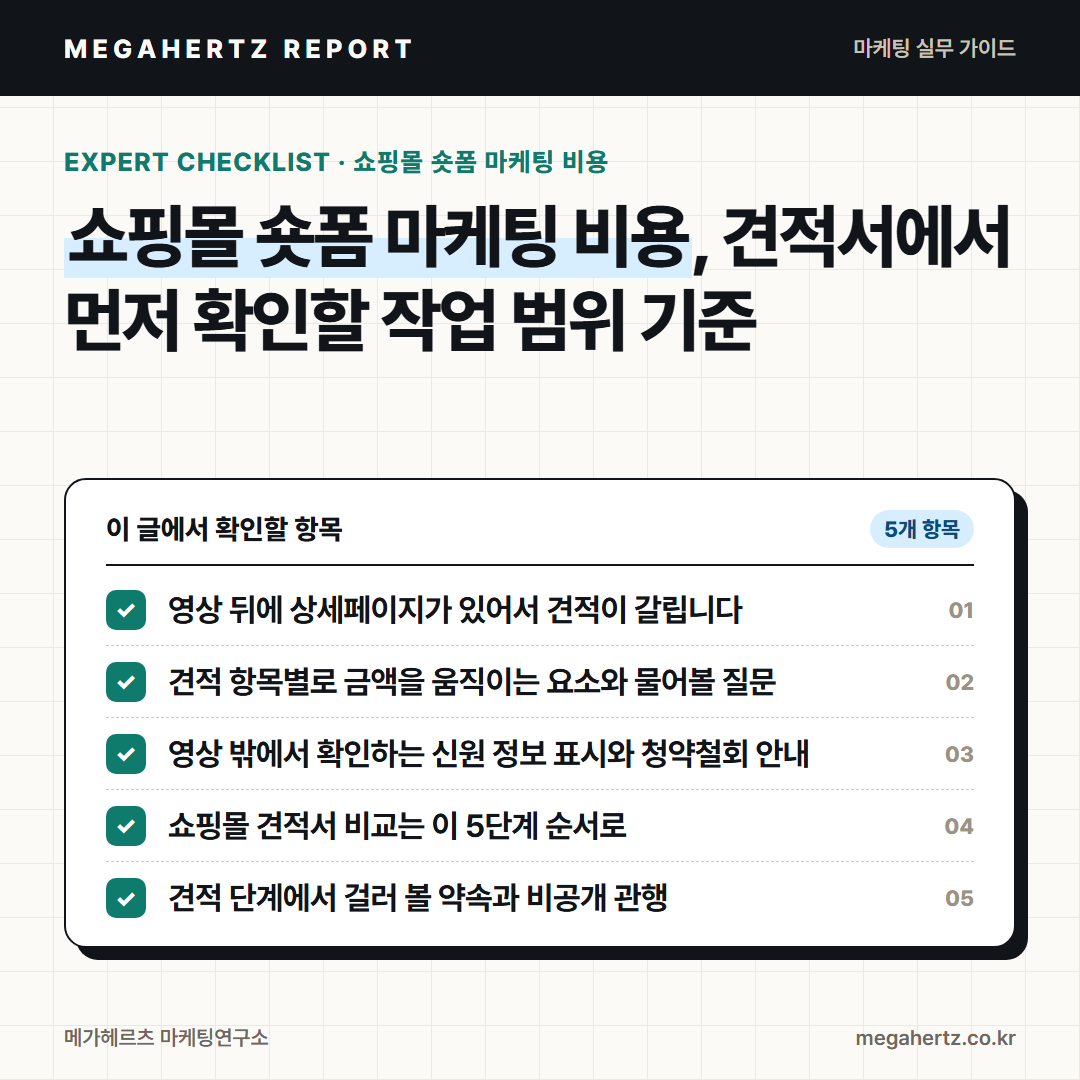 MEGAHERTZ REPORT
마케팅 실무 가이드
EXPERT CHECKLIST · 쇼핑몰 숏폼 마케팅 비용
쇼핑몰 숏폼 마케팅 비용, 견적서에서
먼저 확인할 작업 범위 기준
이 글에서 확인할 항목
5개 항목
영상 뒤에 상세페이지가 있어서 견적이 갈립니다
01
견적 항목별로 금액을 움직이는 요소와 물어볼 질문
02
영상 밖에서 확인하는 신원 정보 표시와 청약철회 안내
03
쇼핑몰 견적서 비교는 이 5단계 순서로
04
견적 단계에서 걸러 볼 약속과 비공개 관행
05
메가헤르츠 마케팅연구소
megahertz.co.kr